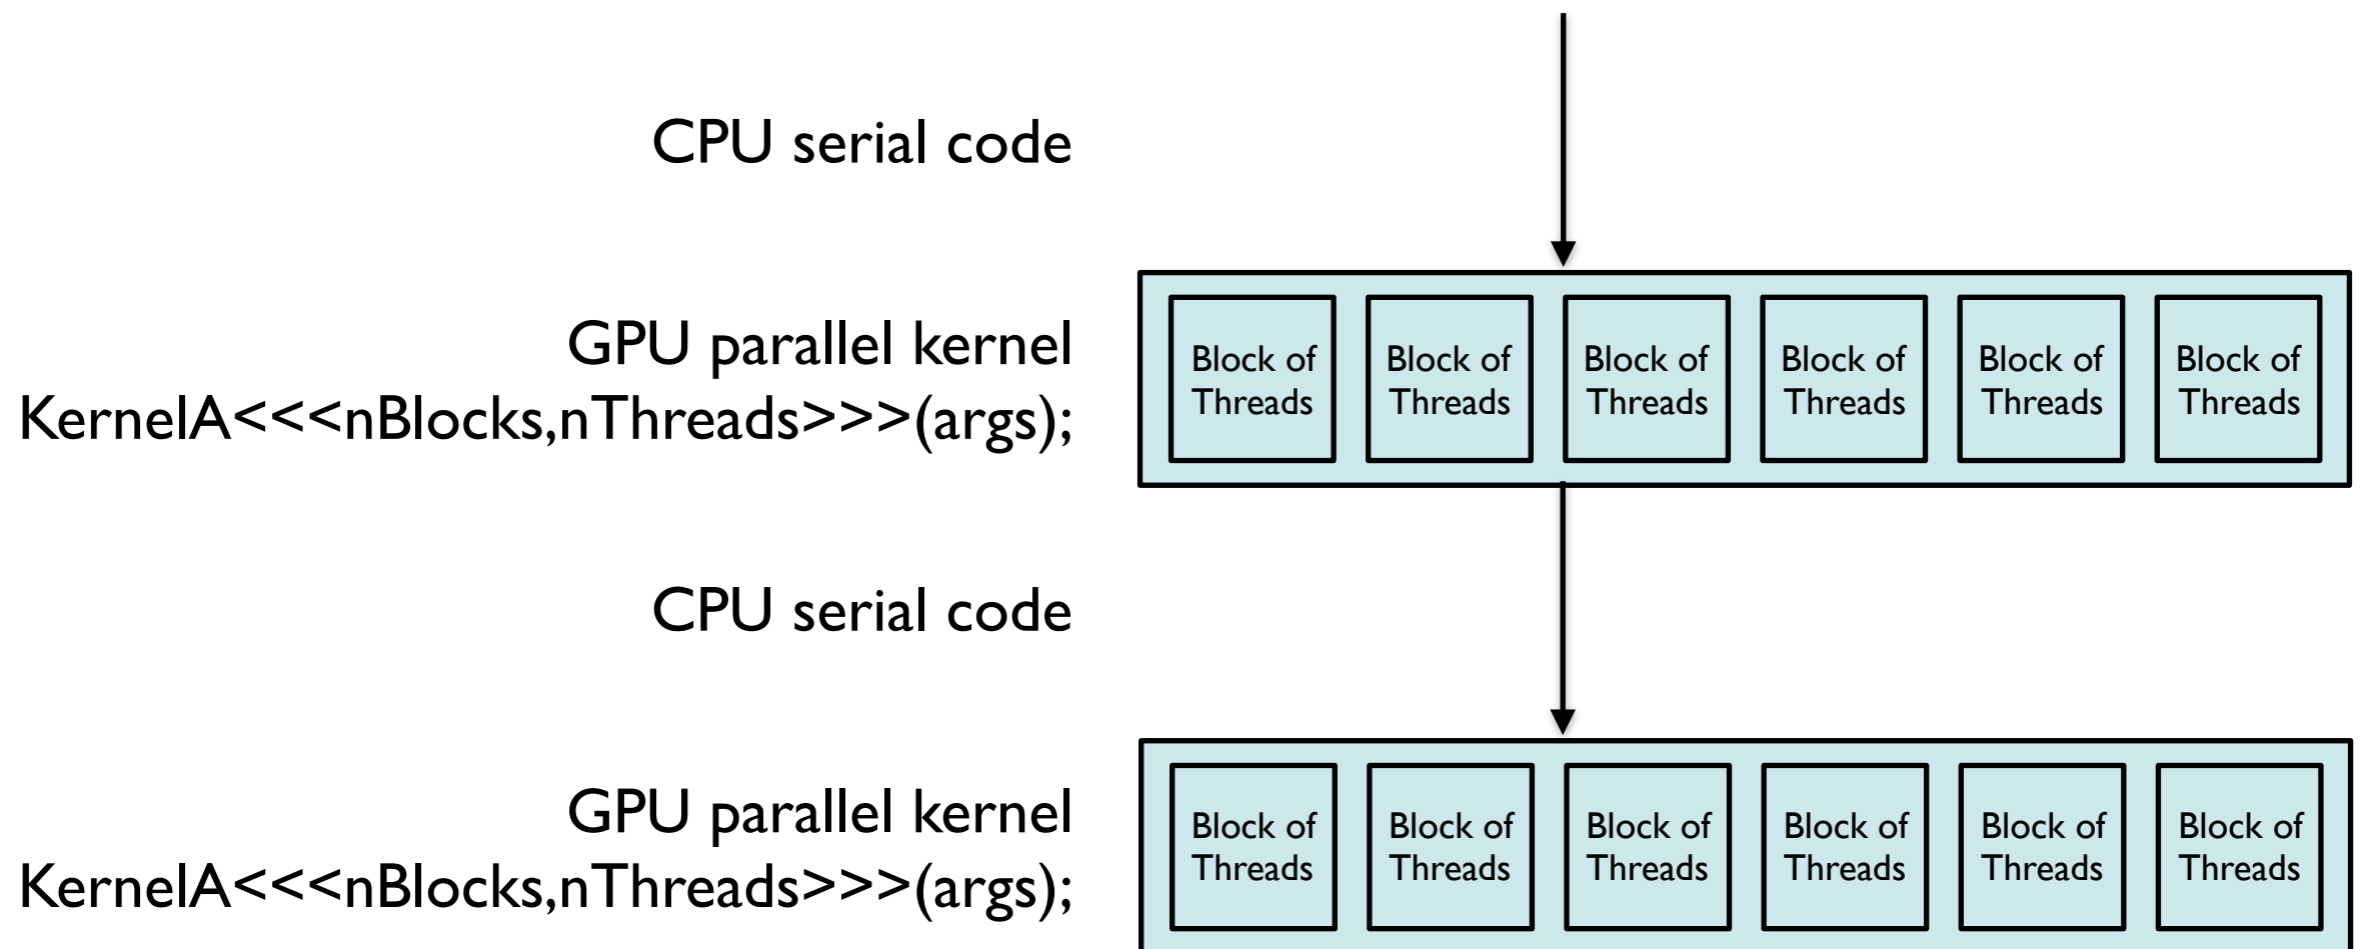 CPU serial code
GPU parallel kernel
KernelA<<<nBlocks,nThreads>>>(args);
Block of
Threads
Block of
Threads
Block of
Threads
Block of
Threads
Block of
Threads
Block of
Threads
CPU serial code
GPU parallel kernel
KernelA<<<nBlocks,nThreads>>>(args);
Block of
Threads
Block of
Threads
Block of
Threads
Block of
Threads
Block of
Threads
Block of
Threads